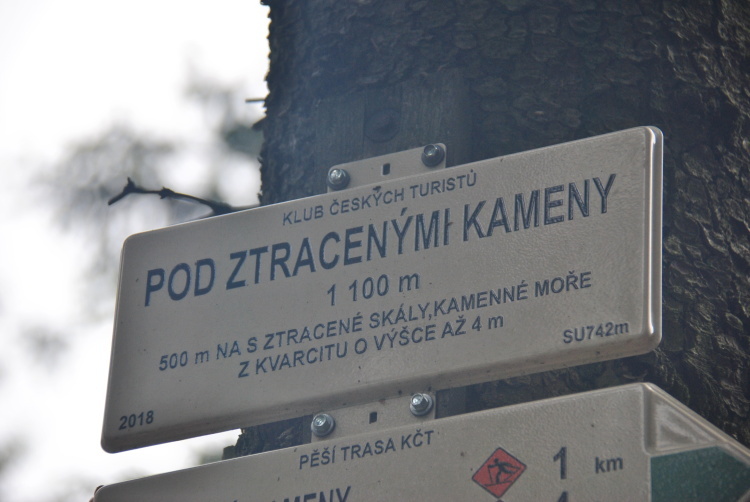 KLUB ČESKÝCH TURISTŮ
POD ZTRACENÝMI KAMENY
1 100 m
500 m NA S ZTRACENÉ SKÁLY,KAMENNÉ MOŘE
Z KVARCITU O VÝŠCE AŽ 4 m
SU742m
2018
PĚŠÍ TRASA KČT
1 km
KAMENY